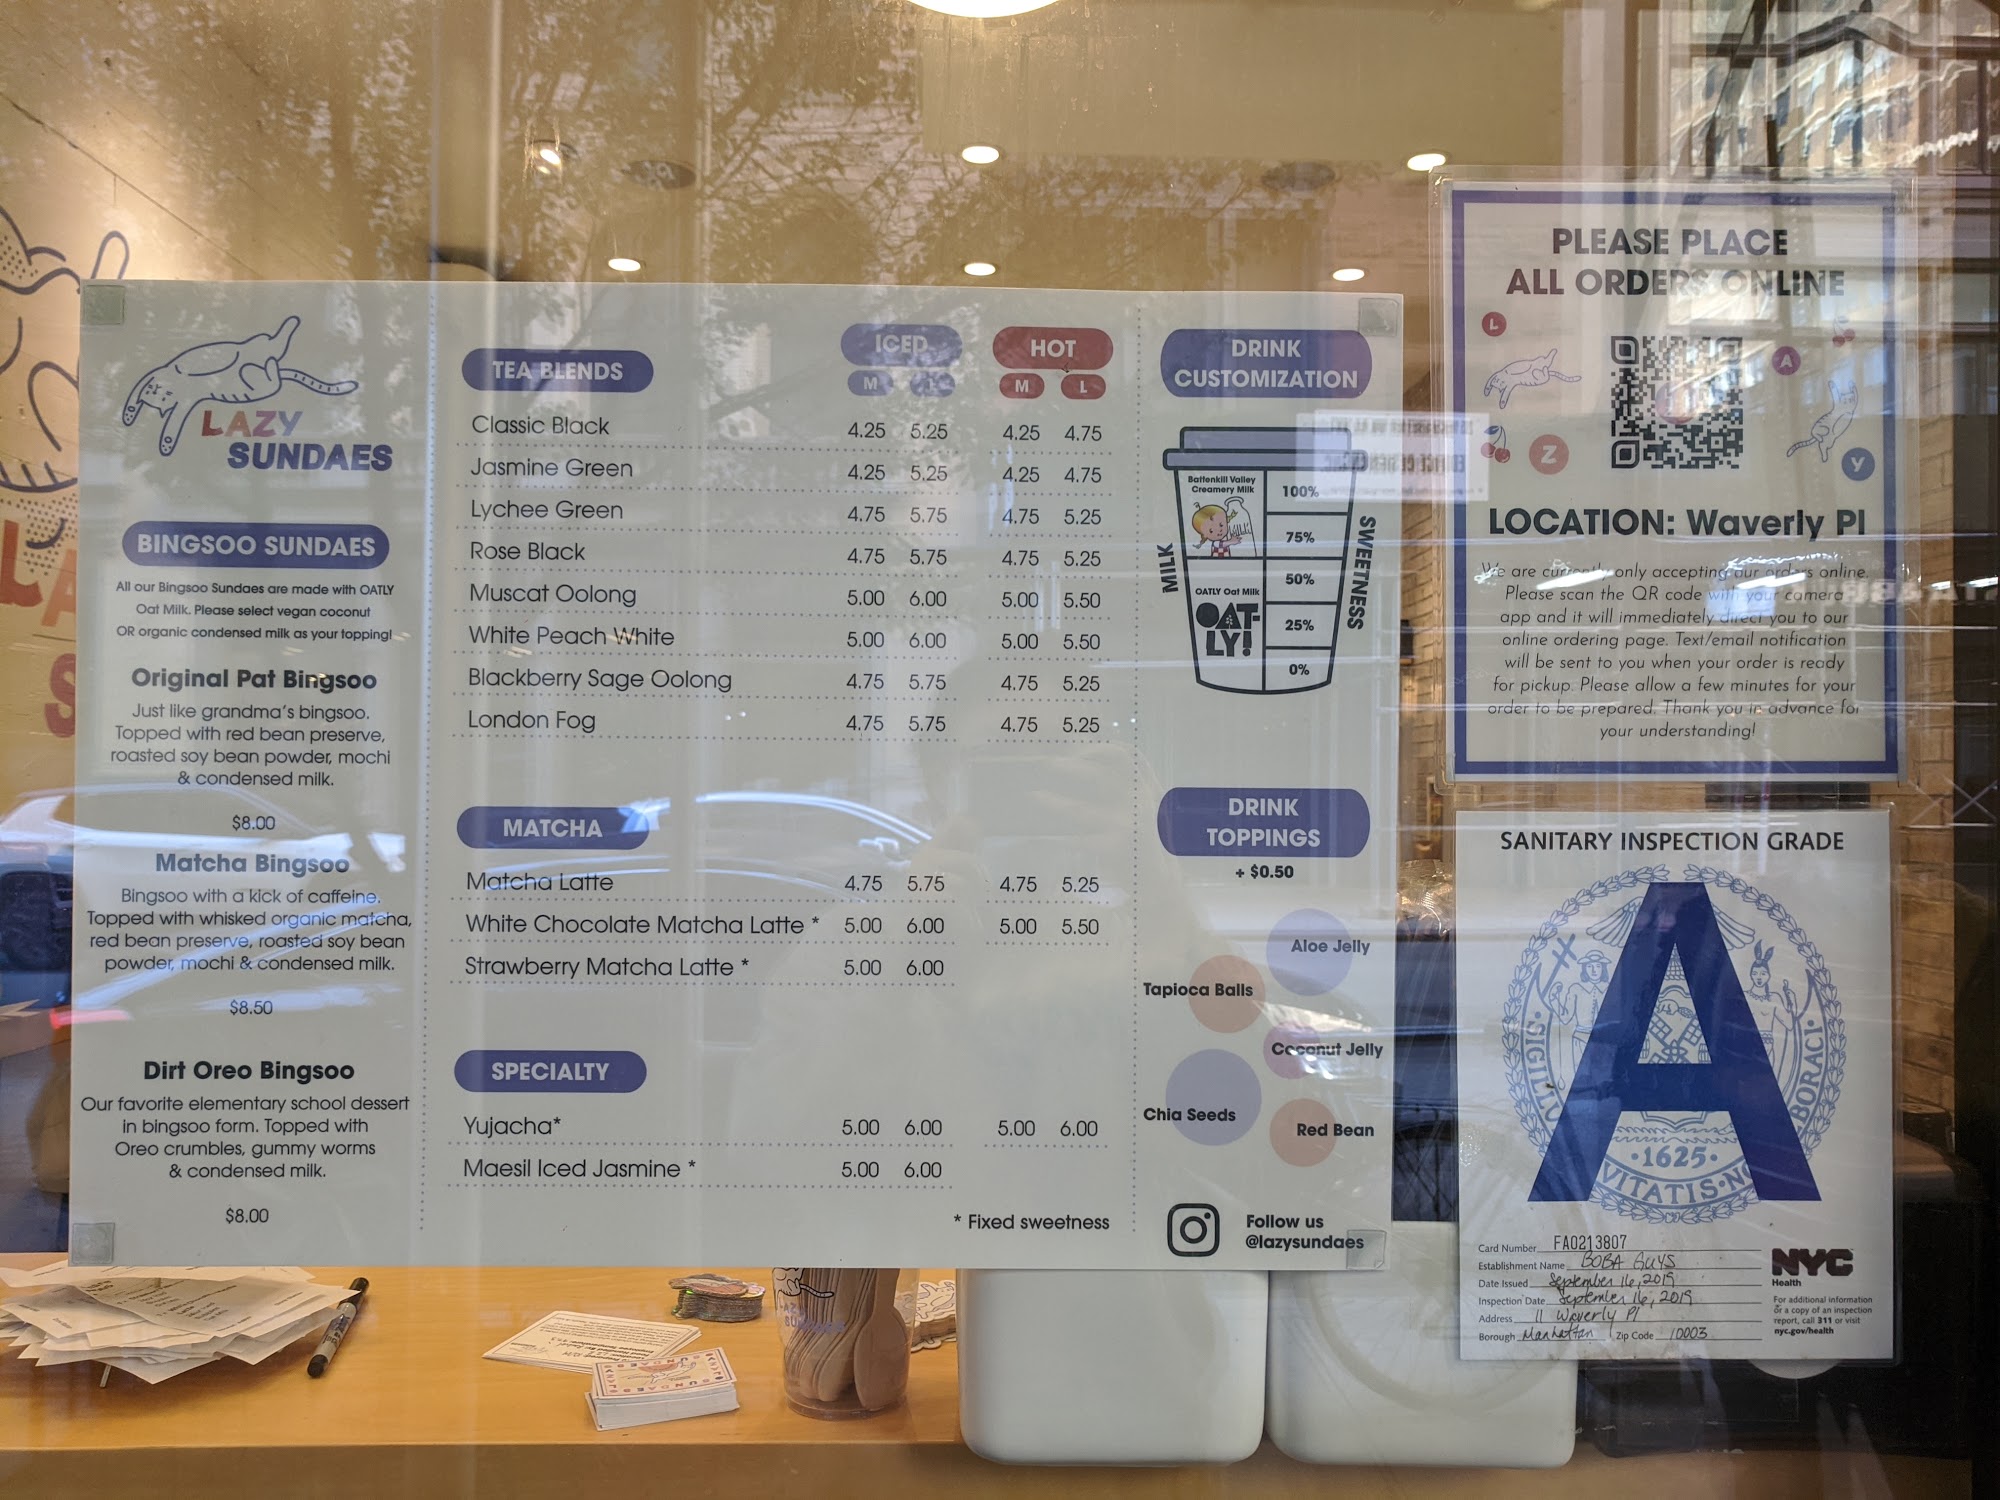 LAZY
SUNDAES
BINGSOO SUNDAES
All our Bingsoo Sundaes are made with OATLY
Oat Milk. Please select vegan coconut
OR organic condensed milk as your topping!
Original Pat Bingsoo
Just like grandma's bingsoo.
Topped with red bean preserve,
roasted soy bean powder, mochi
& condensed milk.
$8.00
Matcha Bingsoo
Bingsoo with a kick of caffeine.
Topped with whisked organic matcha,
red bean preserve, roasted soy bean
powder, mochi & condensed milk.
$8.50
Dirt Oreo Bingsoo
Our favorite elementary school dessert
in bingsoo form. Topped with
Oreo crumbles, gummy worms
& condensed milk.
$8.00
TEA BLENDS ICED HOT
M L M L
Classic Black 4.25 5.25 4.25 4.75
Jasmine Green 4.25 5.25 4.25 4.75
Lychee Green 4.75 5.75 4.75 5.25
Rose Black 4.75 5.75 4.75 5.25
Muscat Oolong 5.00 6.00 5.00 5.50
White Peach White 5.00 6.00 5.00 5.50
Blackberry Sage Oolong 4.75 5.75 4.75 5.25
London Fog 4.75 5.75 4.75 5.25
MATCHA
Matcha Latte 4.75 5.75 4.75 5.25
White Chocolate Matcha Latte * 5.00 6.00 5.00 5.50
Strawberry Matcha Latte * 5.00 6.00
SPECIALTY
Yujacha* 5.00 6.00 5.00 6.00
Maesil Iced Jasmine * 5.00 6.00
* Fixed sweetness
DRINK
CUSTOMIZATION
MILK
Battenkill Valley
Creamery Milk
OATLY Oat Milk
OAT-
LY!
100%
75%
50%
25%
0%
SWEETNESS
DRINK
TOPPINGS
+ $0.50
Aloe Jelly
Tapioca Balls
Coconut Jelly
Chia Seeds
Red Bean
Follow us
@lazysundaes
PLEASE PLACE
ALL ORDERS ONLINE
L
A
Z
Y
LOCATION: Waverly Pl
We are currently only accepting our orders online.
Please scan the QR code with your camera
app and it will immediately direct you to our
online ordering page. Text/email notification
will be sent to you when your order is ready
for pickup. Please allow a few minutes for your
order to be prepared. Thank you in advance for
your understanding!
SANITARY INSPECTION GRADE
A
1625
Card Number FA0213807
Establishment Name BOBA GUYS
Date Issued September 16, 2019
Inspection Date September 16, 2019
Address 11 Waverly Pl
Borough Manhattan Zip Code 10003
NYC
Health
For additional information
or a copy of an inspection
report, call 311 or visit
nyc.gov/health